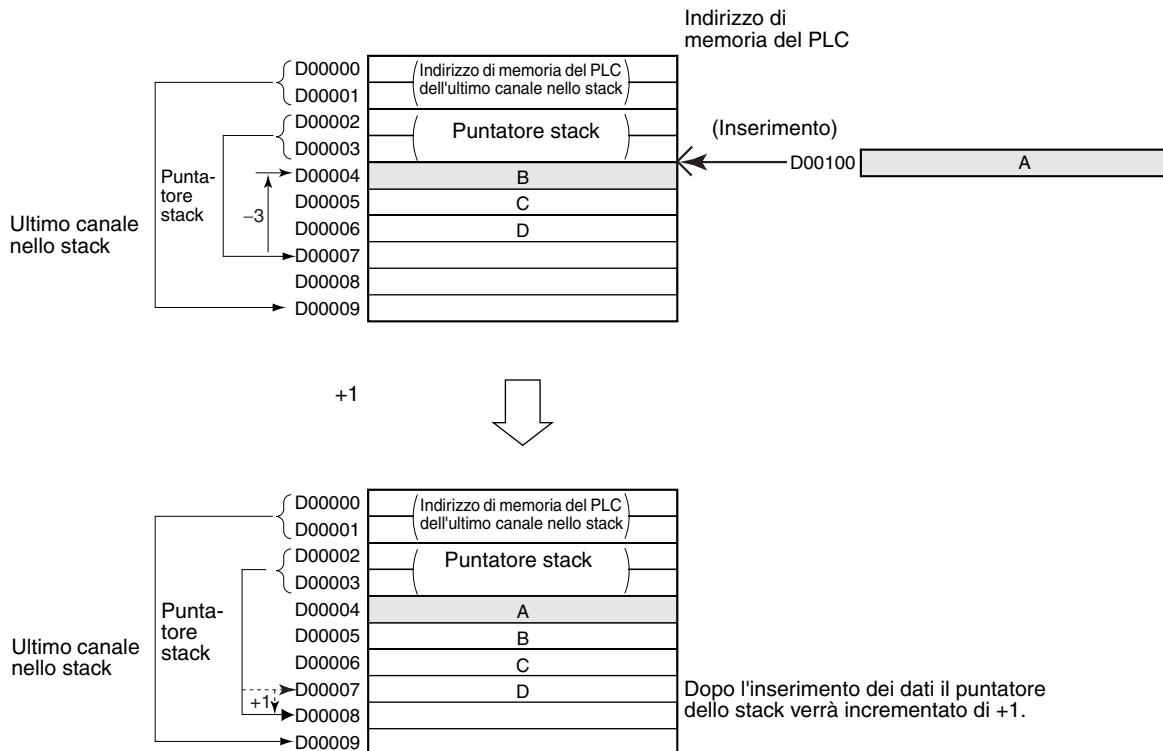 Indirizzo di
memoria del PLC
D00000
(Indirizzo di memoria del PLC
dell'ultimo canale nello stack)
D00001
D00002
(Puntatore stack)
D00003
(Inserimento)
D00004
B
D00100
A
Punta-
tore
stack
−3
D00005
C
D00006
D
Ultimo canale
nello stack
D00007
D00008
D00009
+1
D00000
(Indirizzo di memoria del PLC
dell'ultimo canale nello stack)
D00001
D00002
(Puntatore stack)
D00003
D00004
A
Punta-
tore
stack
D00005
B
D00006
C
Ultimo canale
nello stack
D00007
D
+1
D00008
D00009
Dopo l'inserimento dei dati il puntatore
dello stack verrà incrementato di +1.